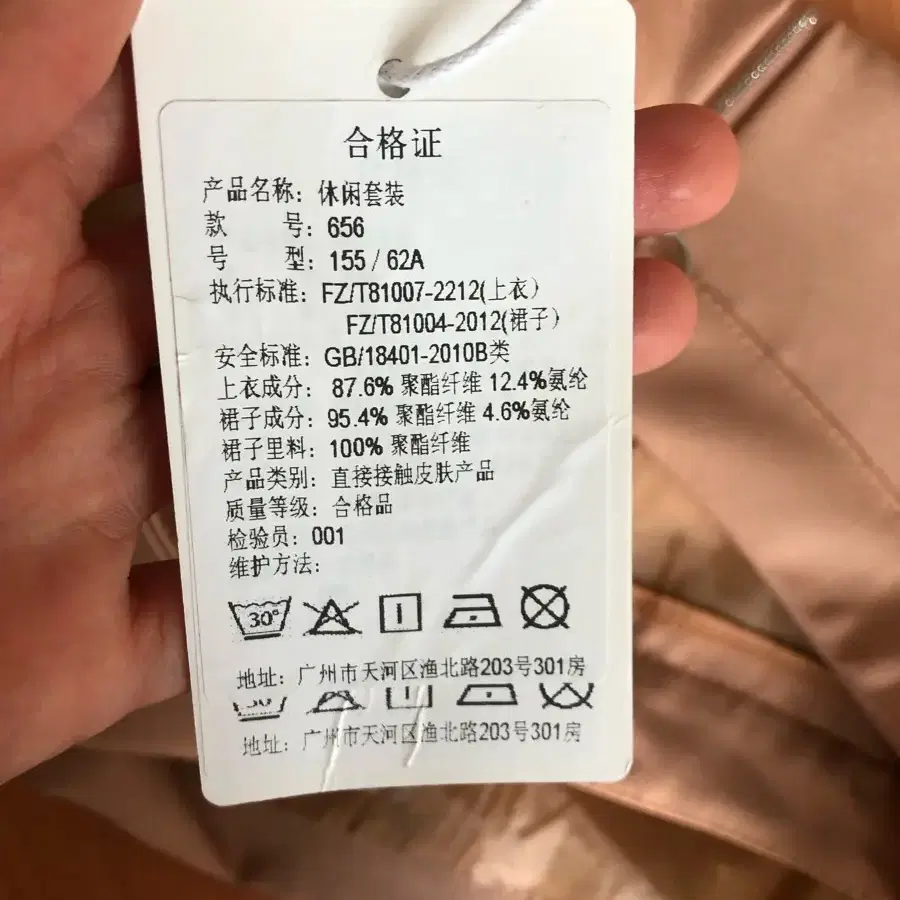 合格证
产品名称：休闲套装
款 号：656
号 型：155 / 62A
执行标准：FZ/T81007-2212(上衣）
FZ/T81004-2012(裙子）
安全标准：GB/18401-2010B类
上衣成分：87.6% 聚酯纤维 12.4%氨纶
裙子成分：95.4% 聚酯纤维 4.6%氨纶
裙子里料：100% 聚酯纤维
产品类别：直接接触皮肤产品
质量等级：合格品
检验员：001
维护方法：
30°
地址：广州市天河区渔北路203号301房
地址：广州市天河区渔北路203号301房